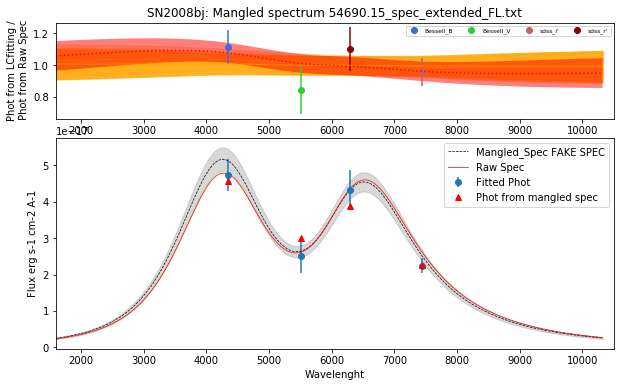 SN2008bj: Mangled spectrum 54690.15_spec_extended_FL.txt
Phot from LCfitting /
Phot from Raw Spec
1.2
1.0
0.8
Bessell_B
Bessell_V
sdss_i'
sdss_r'
2000 3000 4000 5000 6000 7000 8000 9000 10000
Flux erg s-1 cm-2 A-1
5
4
3
2
1
0
Mangled_Spec FAKE SPEC
Raw Spec
Fitted Phot
Phot from mangled spec
2000 3000 4000 5000 6000 7000 8000 9000 10000
Wavelenght